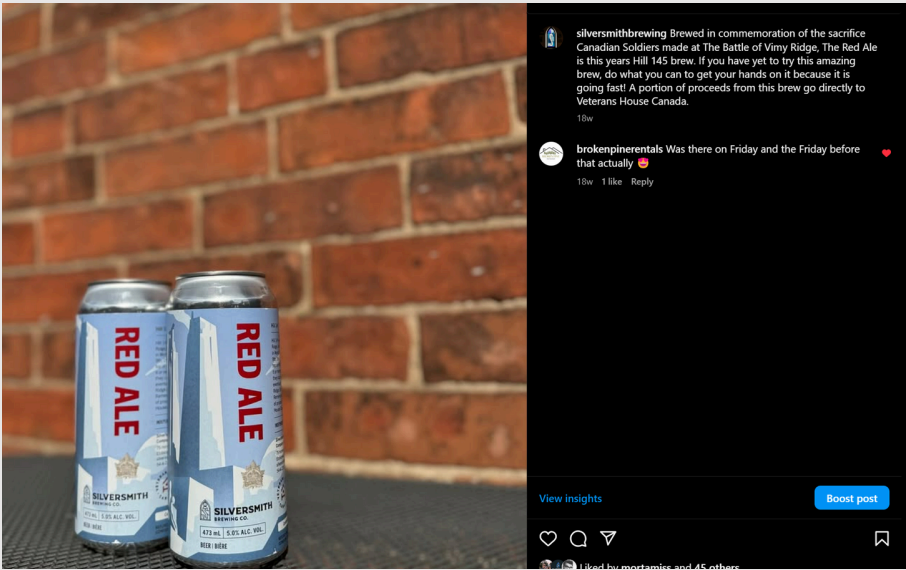 silversmithbrewing Brewed in commemoration of the sacrifice
Canadian Soldiers made at The Battle of Vimy Ridge, The Red Ale
is this years Hill 145 brew. If you have yet to try this amazing
brew, do what you can to get your hands on it because it is
going fast! A portion of proceeds from this brew go directly to
Veterans House Canada.
18w
brokenpinerentals Was there on Friday and the Friday before
that actually 🤩
18w 1 like Reply
RED ALE
SILVERSMITH
BREWING CO.
473 mL 5.0% ALC. VOL.
BEER | BIÈRE
RED ALE
SILVERSMITH
BREWING CO.
473 mL 5.0% ALC. VOL.
BEER | BIÈRE
View insights
Boost post
Liked by mortamiss and 45 others